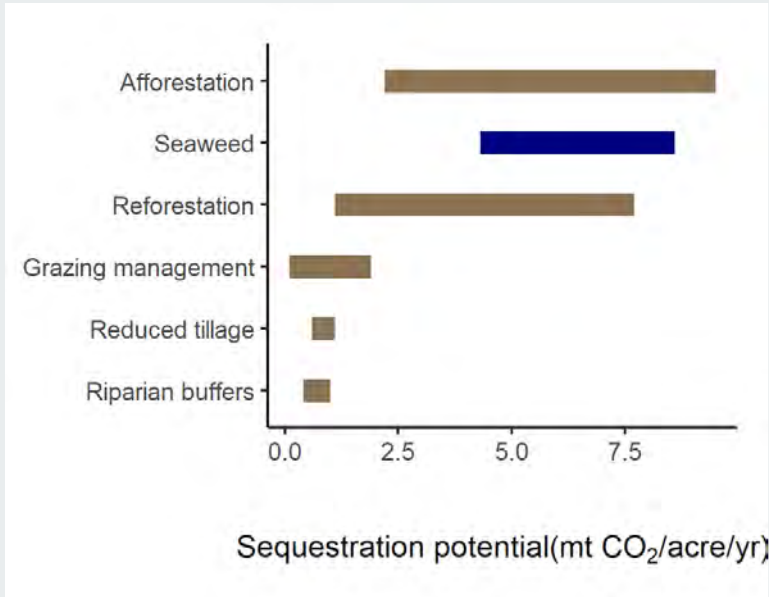 Afforestation
Seaweed
Reforestation
Grazing management
Reduced tillage
Riparian buffers
0.0 2.5 5.0 7.5
Sequestration potential(mt CO₂/acre/yr)